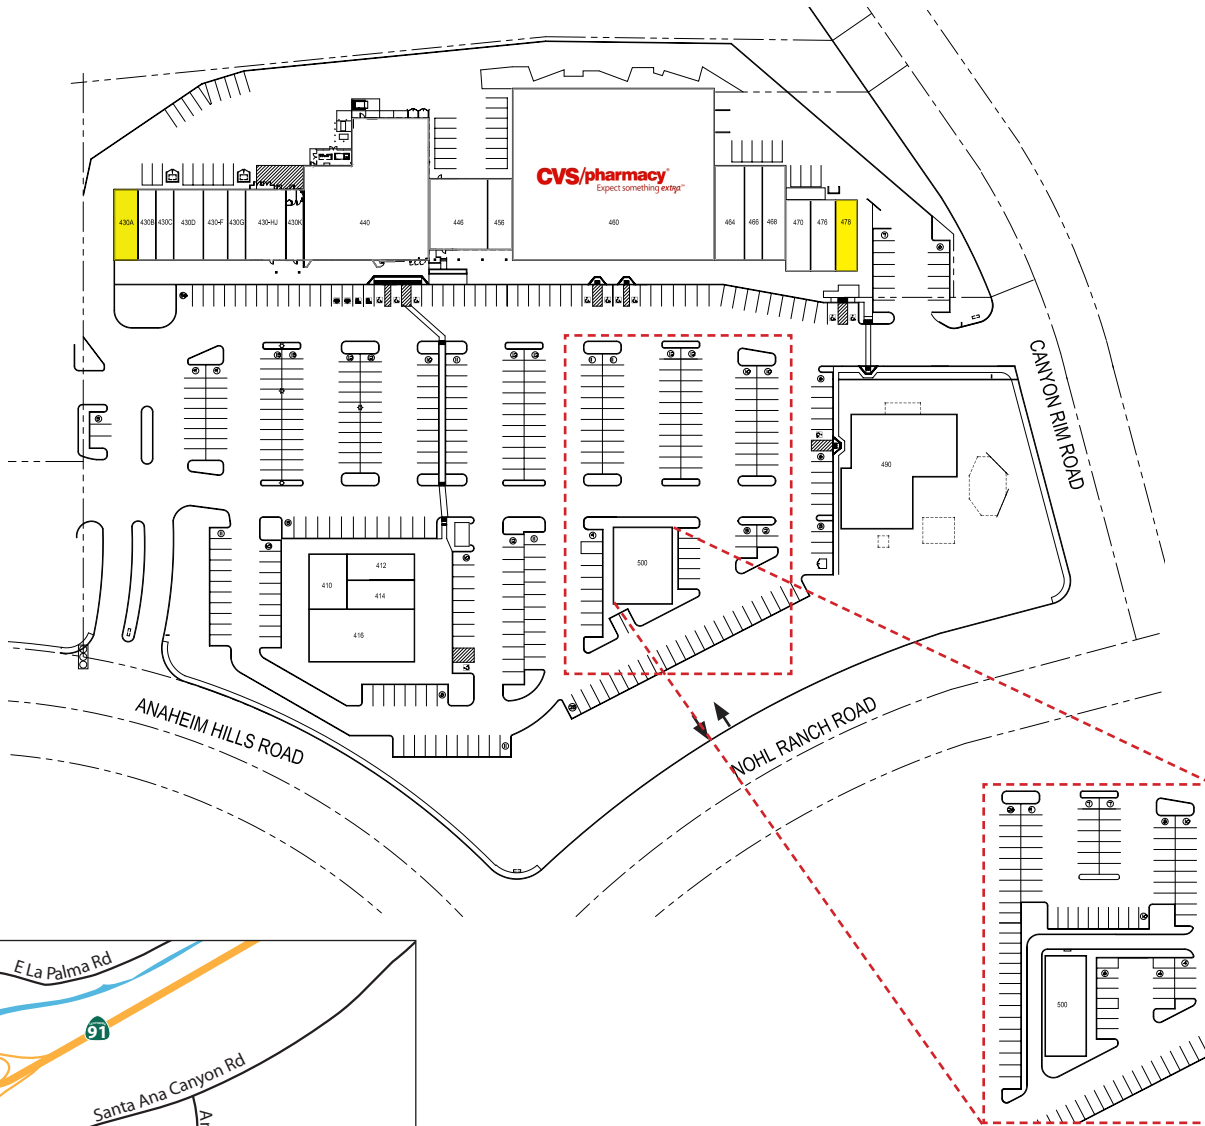 CVS/pharmacy
Expect something extra
430A
430B
430C
430D
430-F
430G
430-HJ
430K
440
446
456
460
464
466
468
470
476
478
CANYON RIM ROAD
490
500
410
412
414
416
ANAHEIM HILLS ROAD
NOHL RANCH ROAD
500
E La Palma Rd
91
Santa Ana Canyon Rd
An